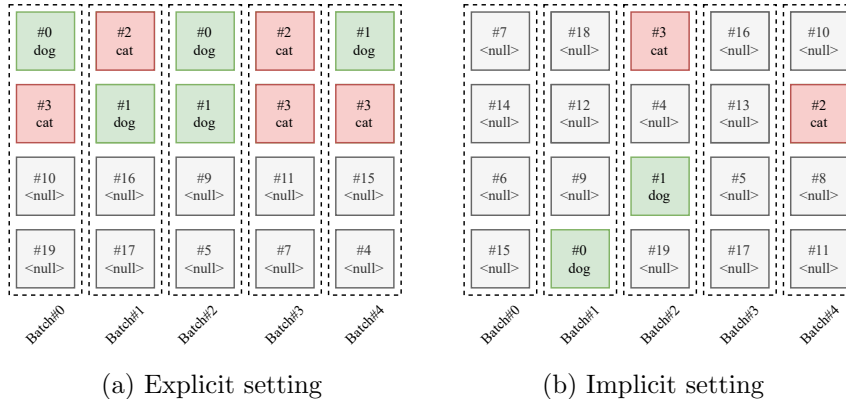 #0 #2 #0 #2 #1
dog cat dog cat dog
#3 #1 #1 #3 #3
cat dog dog cat cat
#10 #16 #9 #11 #15
<null> <null> <null> <null> <null>
#19 #17 #5 #7 #4
<null> <null> <null> <null> <null>
Batch#0 Batch#1 Batch#2 Batch#3 Batch#4
(a) Explicit setting
#7 #18 #3 #16 #10
<null> <null> cat <null> <null>
#14 #12 #4 #13 #2
<null> <null> <null> <null> cat
#6 #9 #1 #5 #8
<null> <null> dog <null> <null>
#15 #0 #19 #17 #11
<null> dog <null> <null> <null>
Batch#0 Batch#1 Batch#2 Batch#3 Batch#4
(b) Implicit setting